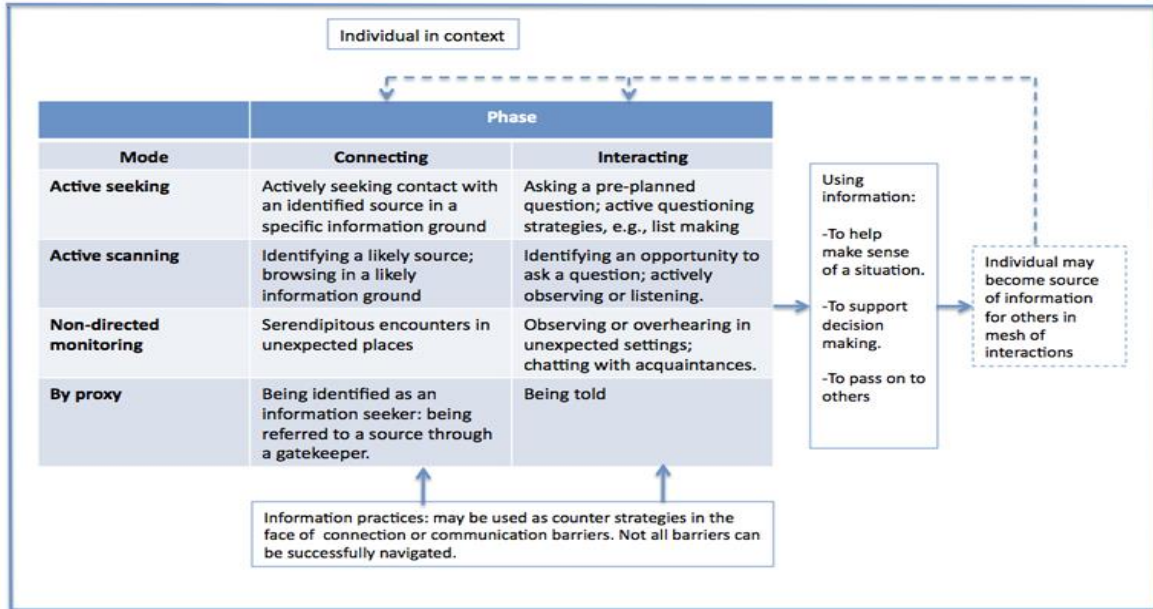 Individual in context
Phase
Mode
Connecting
Interacting
Active seeking
Actively seeking contact with
an identified source in a
specific information ground
Asking a pre-planned
question; active questioning
strategies, e.g., list making
Active scanning
Identifying a likely source;
browsing in a likely
information ground
Identifying an opportunity to
ask a question; actively
observing or listening.
Non-directed
monitoring
Serendipitous encounters in
unexpected places
Observing or overhearing in
unexpected settings;
chatting with acquaintances.
By proxy
Being identified as an
information seeker: being
referred to a source through
a gatekeeper.
Being told
Using
information:
-To help
make sense
of a situation.
-To support
decision
making.
-To pass on to
others
Individual may
become source
of information
for others in
mesh of
interactions
Information practices: may be used as counter strategies in the
face of connection or communication barriers. Not all barriers can
be successfully navigated.